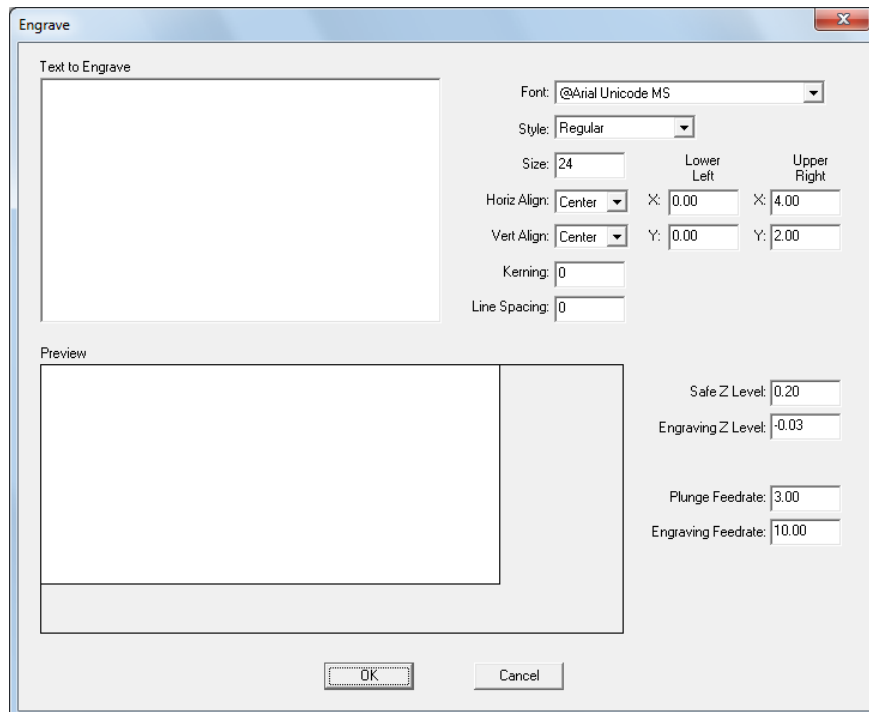 Engrave
Text to Engrave
Font: @Arial Unicode MS
Style: Regular
Size: 24
Lower
Left
Upper
Right
Horiz Align: Center
X: 0.00
X: 4.00
Vert Align: Center
Y: 0.00
Y: 2.00
Kerning: 0
Line Spacing: 0
Preview
Safe Z Level: 0.20
Engraving Z Level: -0.03
Plunge Feedrate: 3.00
Engraving Feedrate: 10.00
OK
Cancel